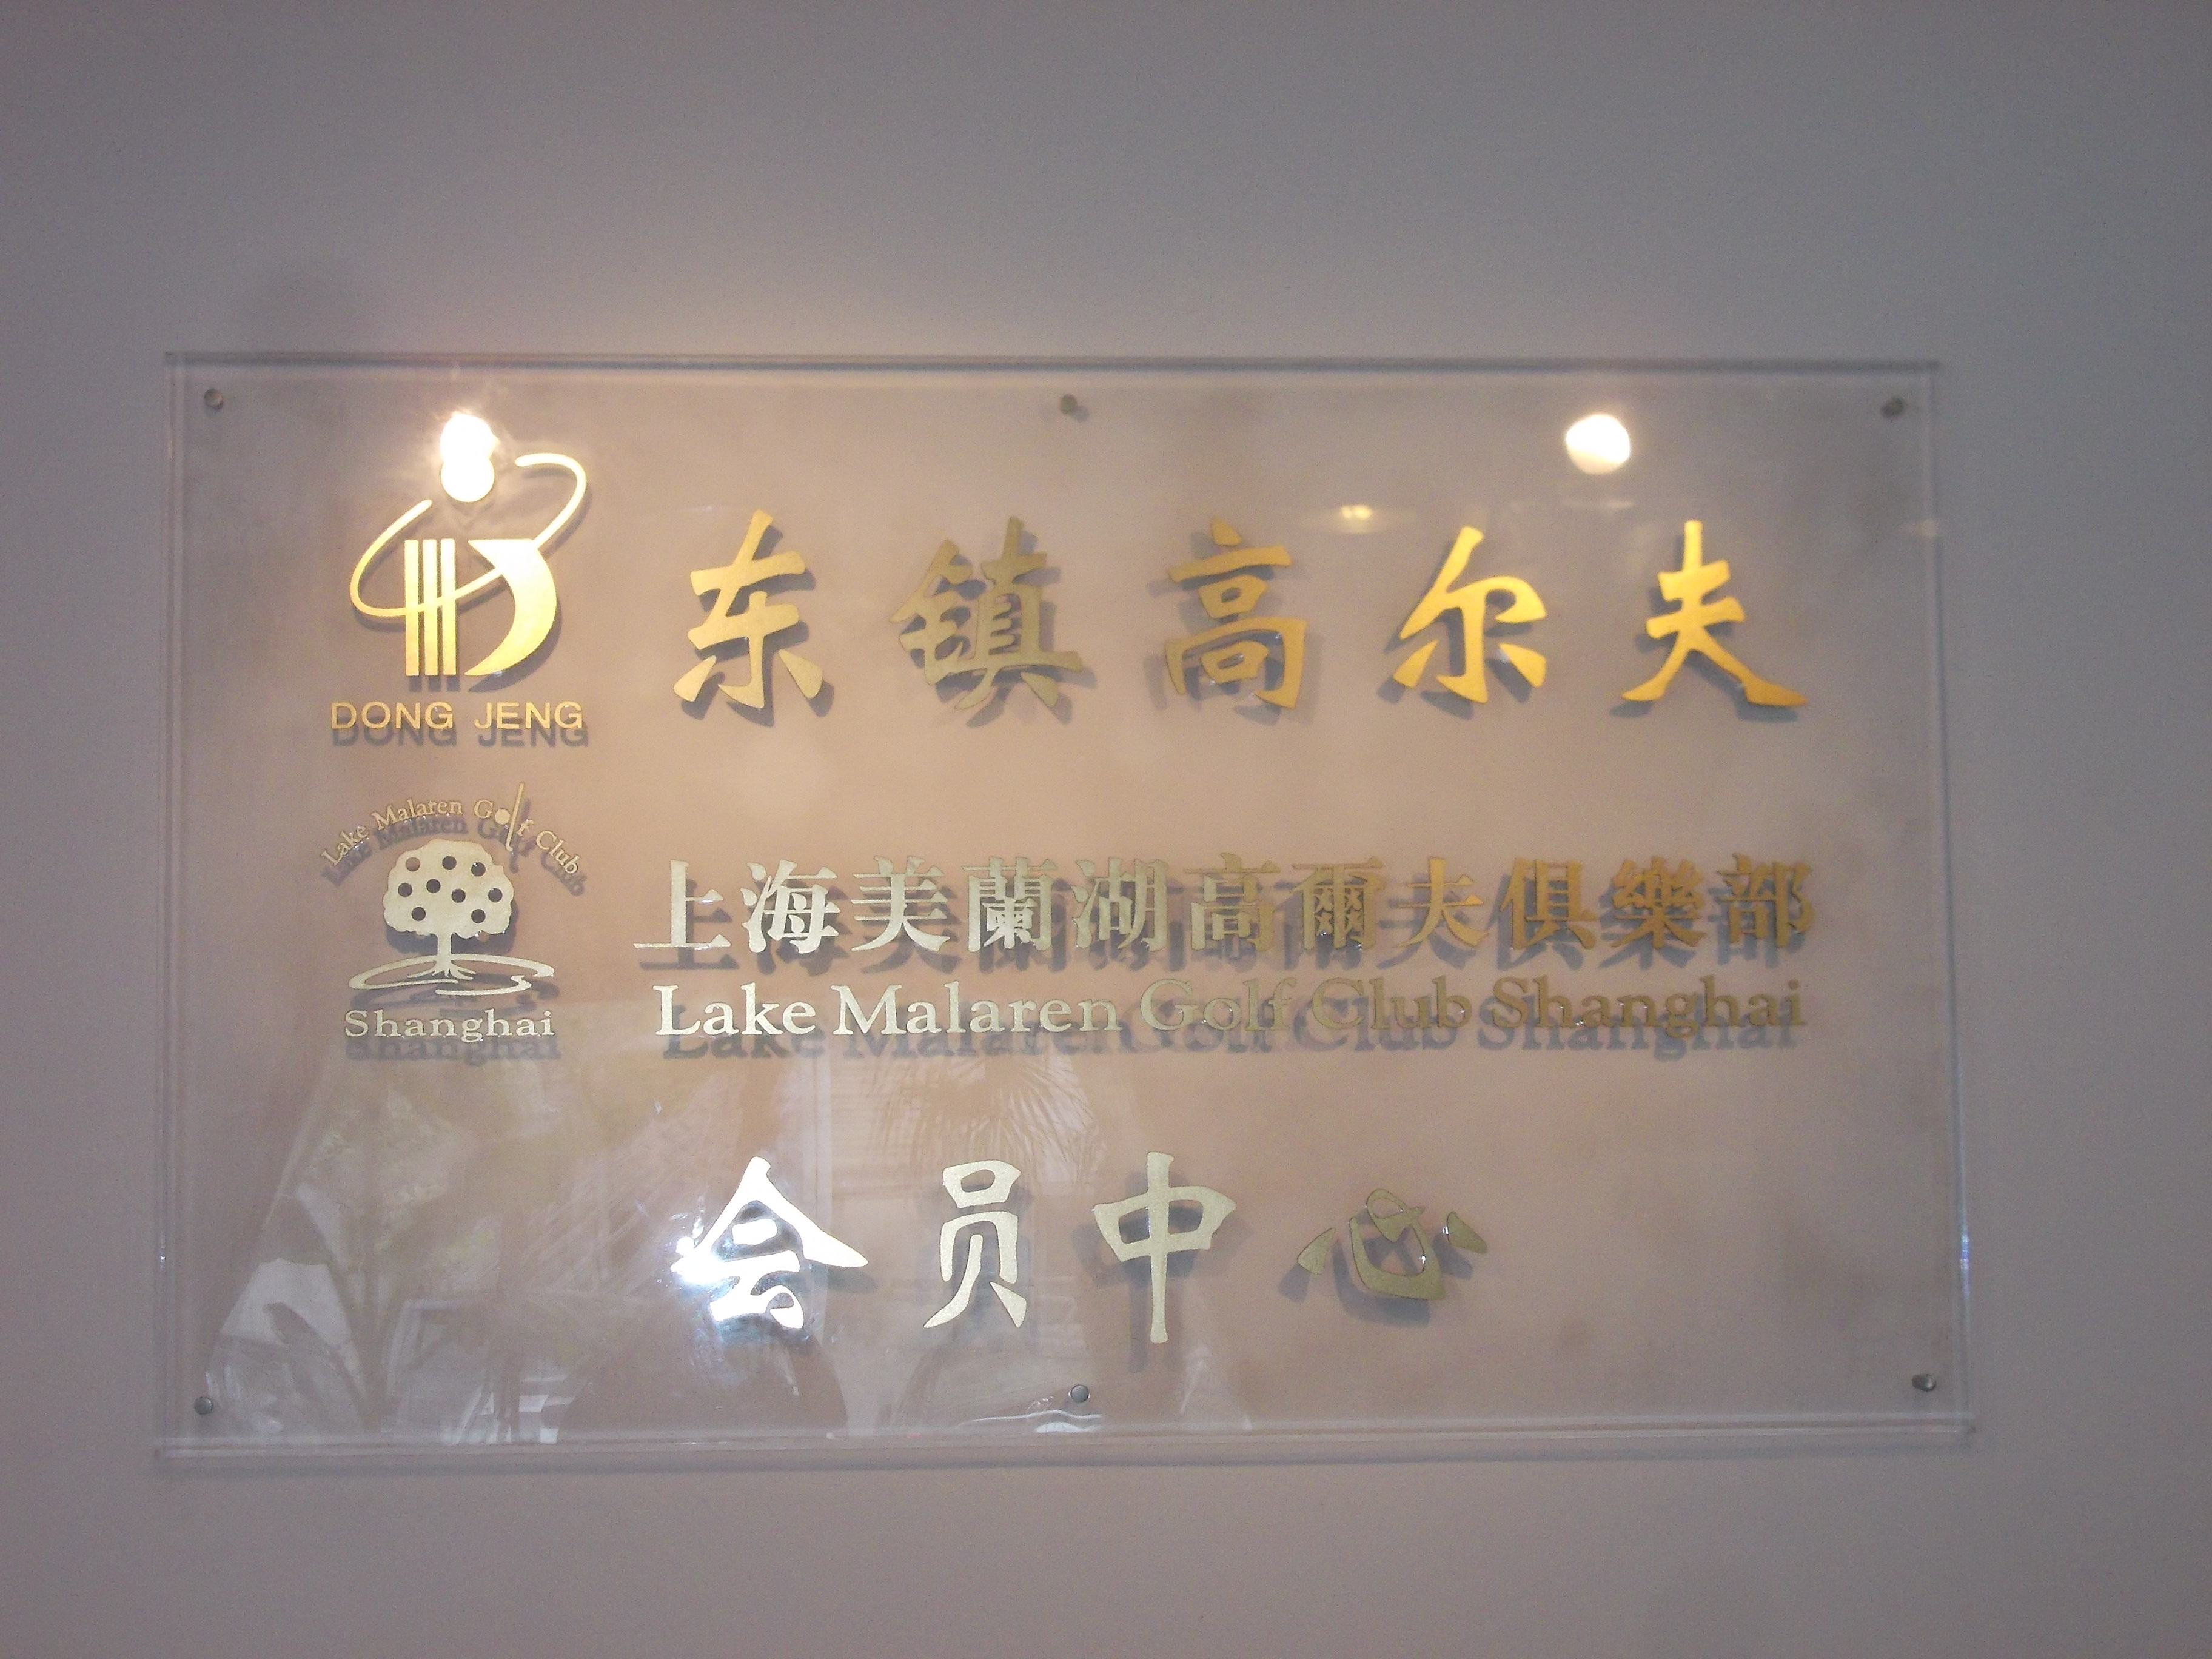 东镇高尔夫
DONG JENG
Lake Malaren Golf Club
Shanghai
上海美蘭湖高爾夫俱樂部
Lake Malaren Golf Club Shanghai
会员中心